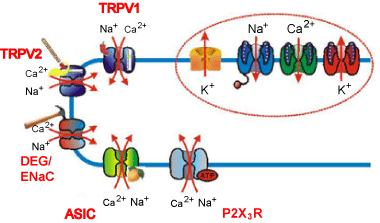 TRPV1
Na+ Ca2+
TRPV2
Ca2+
Na+
Na+
Ca2+
K+
K+
Ca2+
Na+
DEG/
ENaC
ATP
Ca2+ Na+
Ca2+ Na+
ASIC
P2X3R